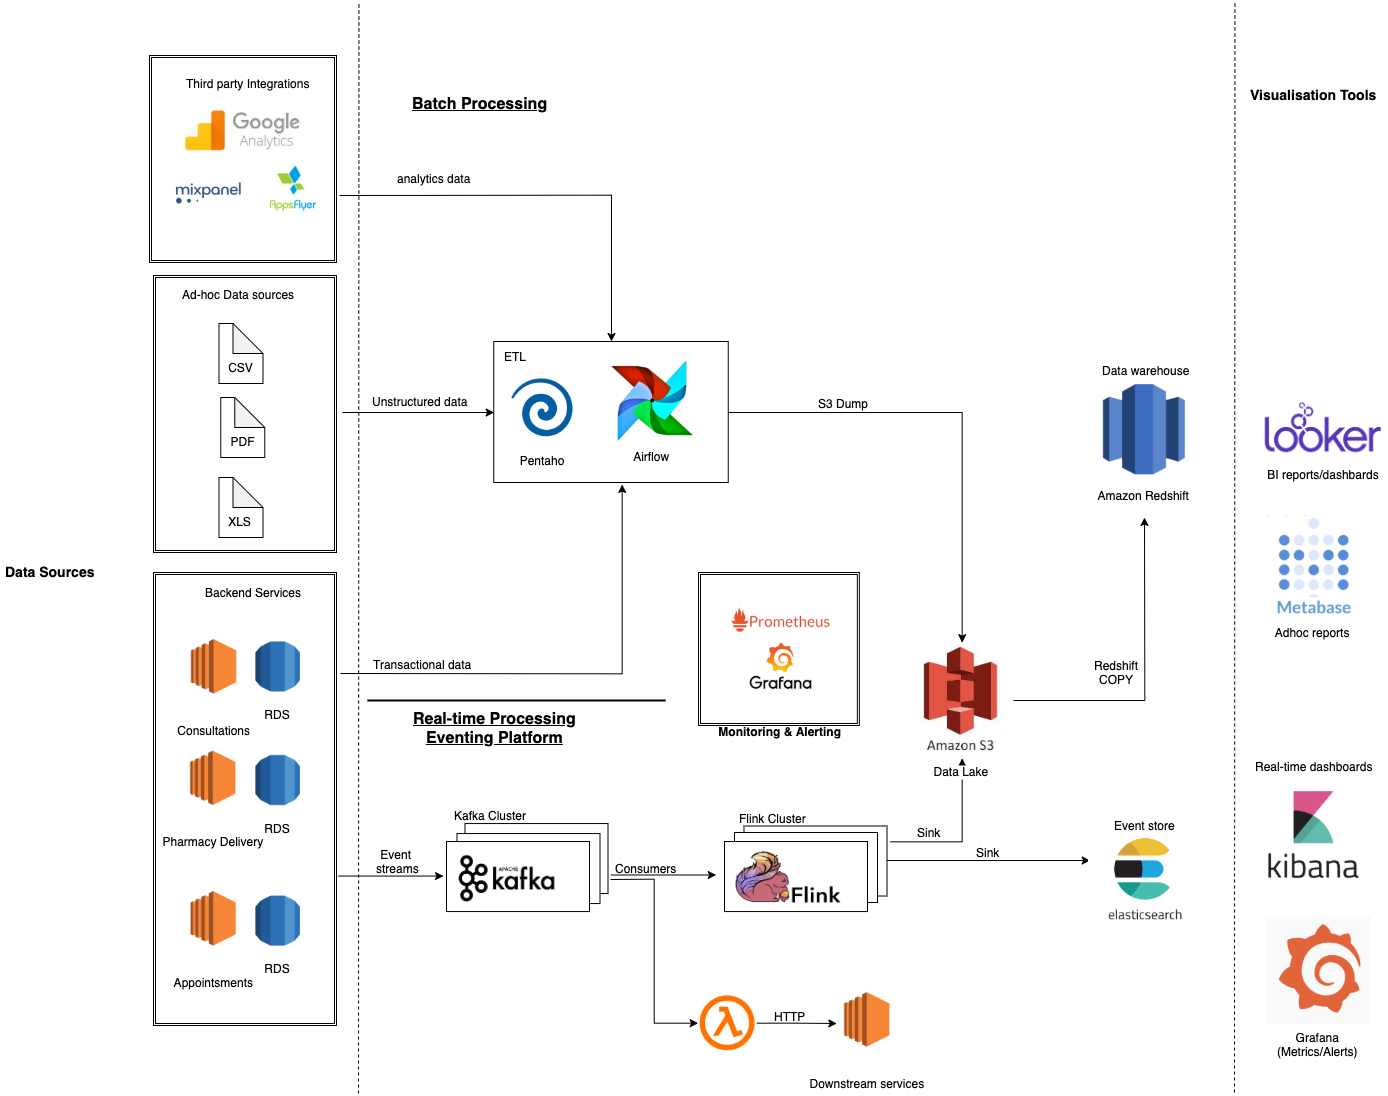 Third party Integrations
Google
Analytics
mixpanel
AppsFlyer
Batch Processing
Visualisation Tools
analytics data
Ad-hoc Data sources
CSV
PDF
XLS
Unstructured data
ETL
Pentaho
Airflow
S3 Dump
Data warehouse
Amazon Redshift
looker
BI reports/dashbards
Metabase
Adhoc reports
Data Sources
Backend Services
RDS
Consultations
RDS
Pharmacy Delivery
RDS
Appointsments
Transactional data
Real-time Processing
Eventing Platform
Prometheus
Grafana
Monitoring & Alerting
Amazon S3
Data Lake
Redshift
COPY
Event
streams
Kafka Cluster
APACHE
kafka
Consumers
Flink Cluster
Flink
Sink
Sink
Event store
elasticsearch
HTTP
Downstream services
Real-time dashboards
kibana
Grafana
(Metrics/Alerts)